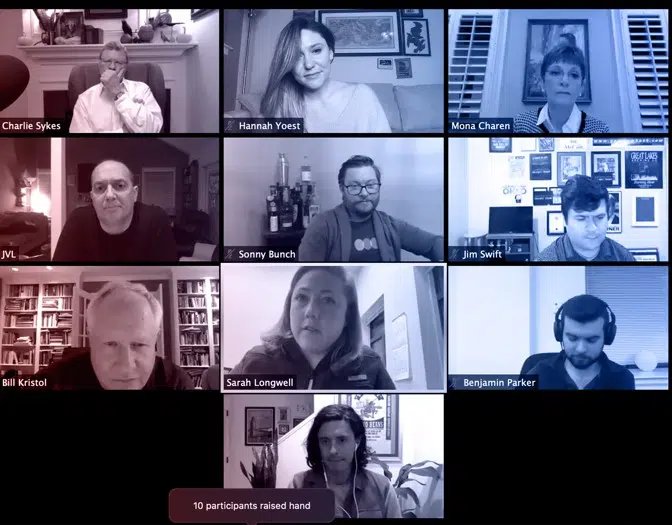 Charlie Sykes
Hannah Yoest
Mona Charen
JVL
Sonny Bunch
Jim Swift
GREAT LAKES
Bill Kristol
Sarah Longwell
Benjamin Parker
10 participants raised hand